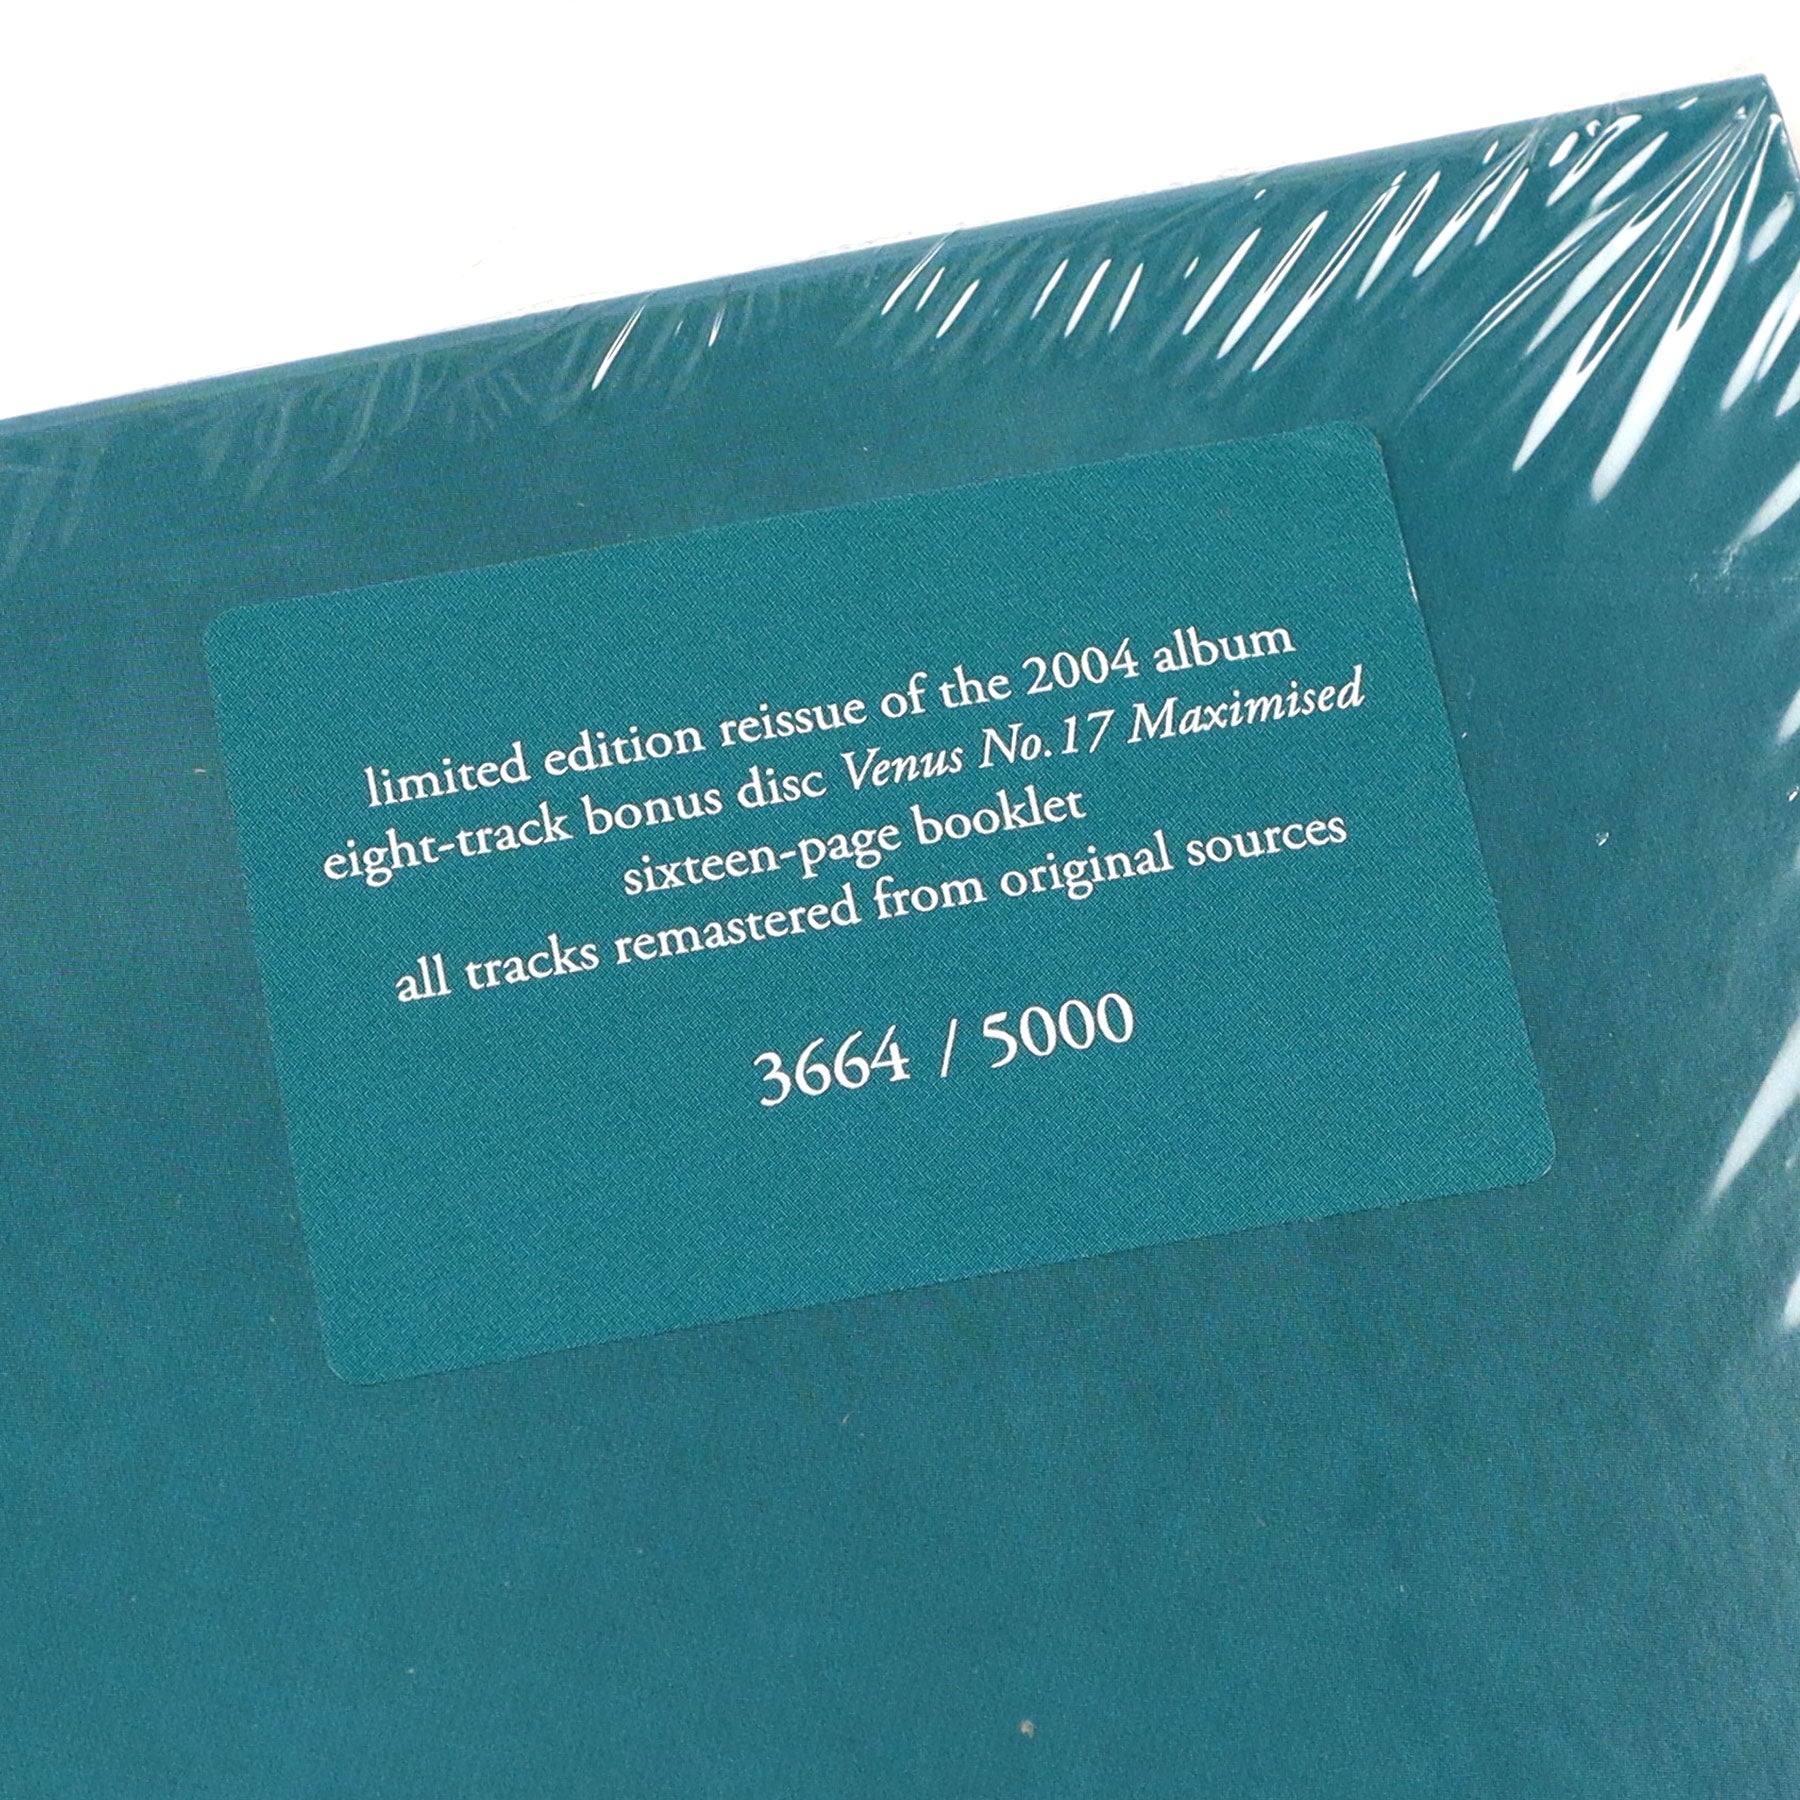 limited edition reissue of the 2004 album
eight-track bonus disc Venus No.17 Maximised
sixteen-page booklet
all tracks remastered from original sources
3664 / 5000